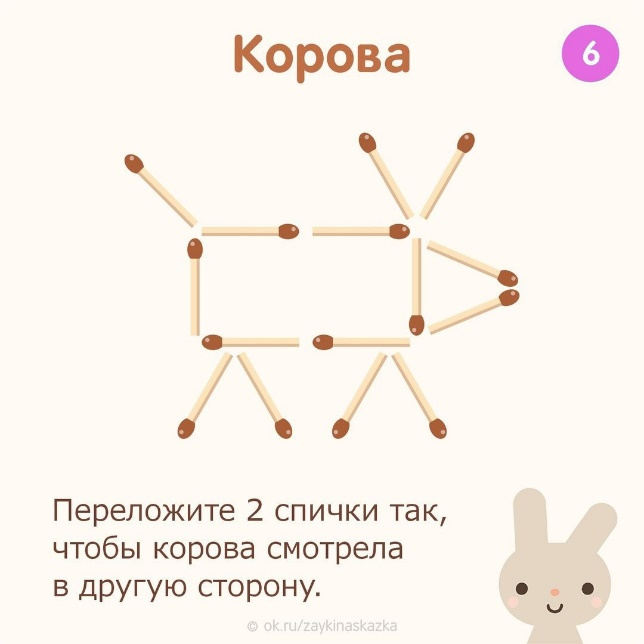 Корова
6
Переложите 2 спички так,
чтобы корова смотрела
в другую сторону.
© ok.ru/zaykinaskazka